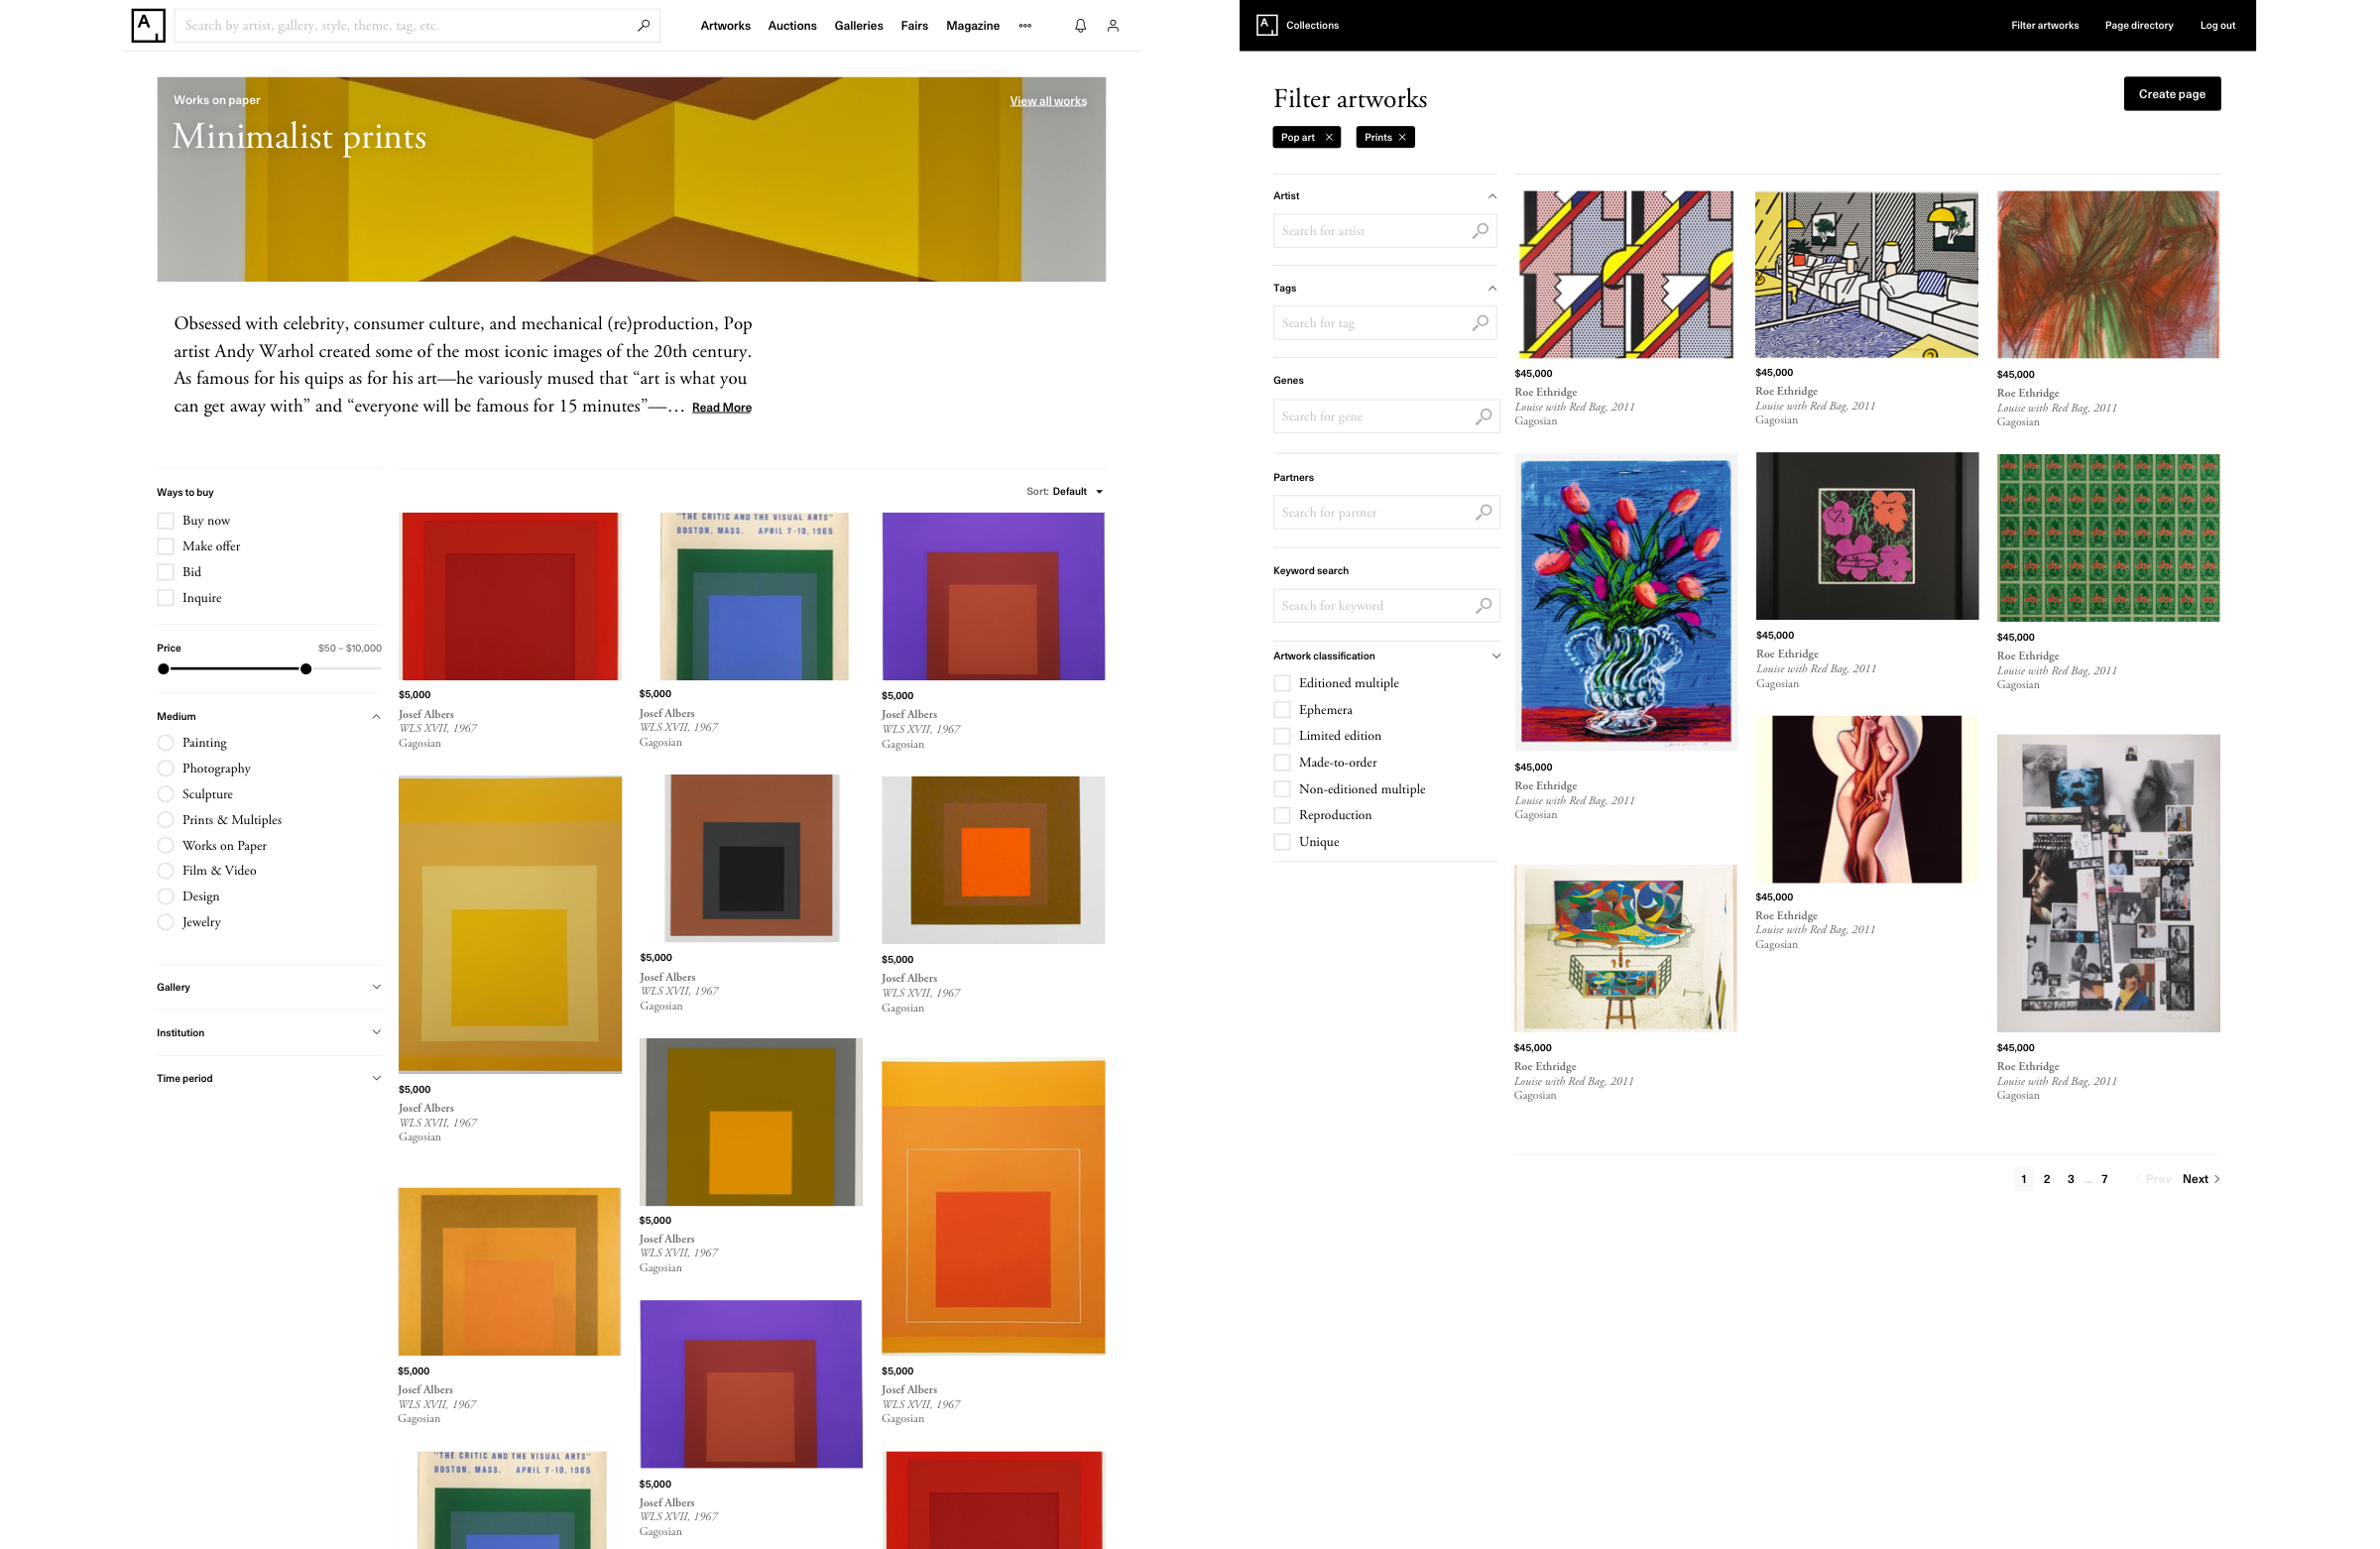 A
Search by artist, gallery, style, theme, tag, etc.
Artworks
Auctions
Galleries
Fairs
Magazine
Works on paper
View all works
Minimalist prints
Obsessed with celebrity, consumer culture, and mechanical (re)production, Pop
artist Andy Warhol created some of the most iconic images of the 20th century.
As famous for his quips as for his art—he variously mused that “art is what you
can get away with” and “everyone will be famous for 15 minutes”—… Read More
Ways to buy
Buy now
Make offer
Bid
Inquire
Price $50 – $10,000
Medium
Painting
Photography
Sculpture
Prints & Multiples
Works on Paper
Film & Video
Design
Jewelry
Gallery
Institution
Time period
Sort: Default
"THE CRITIC AND THE VISUAL ARTS"
BOSTON, MASS. APRIL 7-10, 1965
$5,000
Josef Albers
WLS XVII, 1967
Gagosian
$5,000
Josef Albers
WLS XVII, 1967
Gagosian
$5,000
Josef Albers
WLS XVII, 1967
Gagosian
$5,000
Josef Albers
WLS XVII, 1967
Gagosian
$5,000
Josef Albers
WLS XVII, 1967
Gagosian
$5,000
Josef Albers
WLS XVII, 1967
Gagosian
$5,000
Josef Albers
WLS XVII, 1967
Gagosian
$5,000
Josef Albers
WLS XVII, 1967
Gagosian
$5,000
Josef Albers
WLS XVII, 1967
Gagosian
$5,000
Josef Albers
WLS XVII, 1967
Gagosian
"THE CRITIC AND THE VISUAL ARTS"
BOSTON, MASS. APRIL 7-10, 1965
A
Collections
Filter artworks
Page directory
Log out
Filter artworks
Create page
Pop art
Prints
Artist
Search for artist
Tags
Search for tag
Genes
Search for gene
Partners
Search for partner
Keyword search
Search for keyword
Artwork classification
Editioned multiple
Ephemera
Limited edition
Made-to-order
Non-editioned multiple
Reproduction
Unique
$45,000
Roe Ethridge
Louise with Red Bag, 2011
Gagosian
$45,000
Roe Ethridge
Louise with Red Bag, 2011
Gagosian
$45,000
Roe Ethridge
Louise with Red Bag, 2011
Gagosian
$45,000
Roe Ethridge
Louise with Red Bag, 2011
Gagosian
$45,000
Roe Ethridge
Louise with Red Bag, 2011
Gagosian
$45,000
Roe Ethridge
Louise with Red Bag, 2011
Gagosian
$45,000
Roe Ethridge
Louise with Red Bag, 2011
Gagosian
$45,000
Roe Ethridge
Louise with Red Bag, 2011
Gagosian
$45,000
Roe Ethridge
Louise with Red Bag, 2011
Gagosian
1 2 3 ... 7 Prev Next